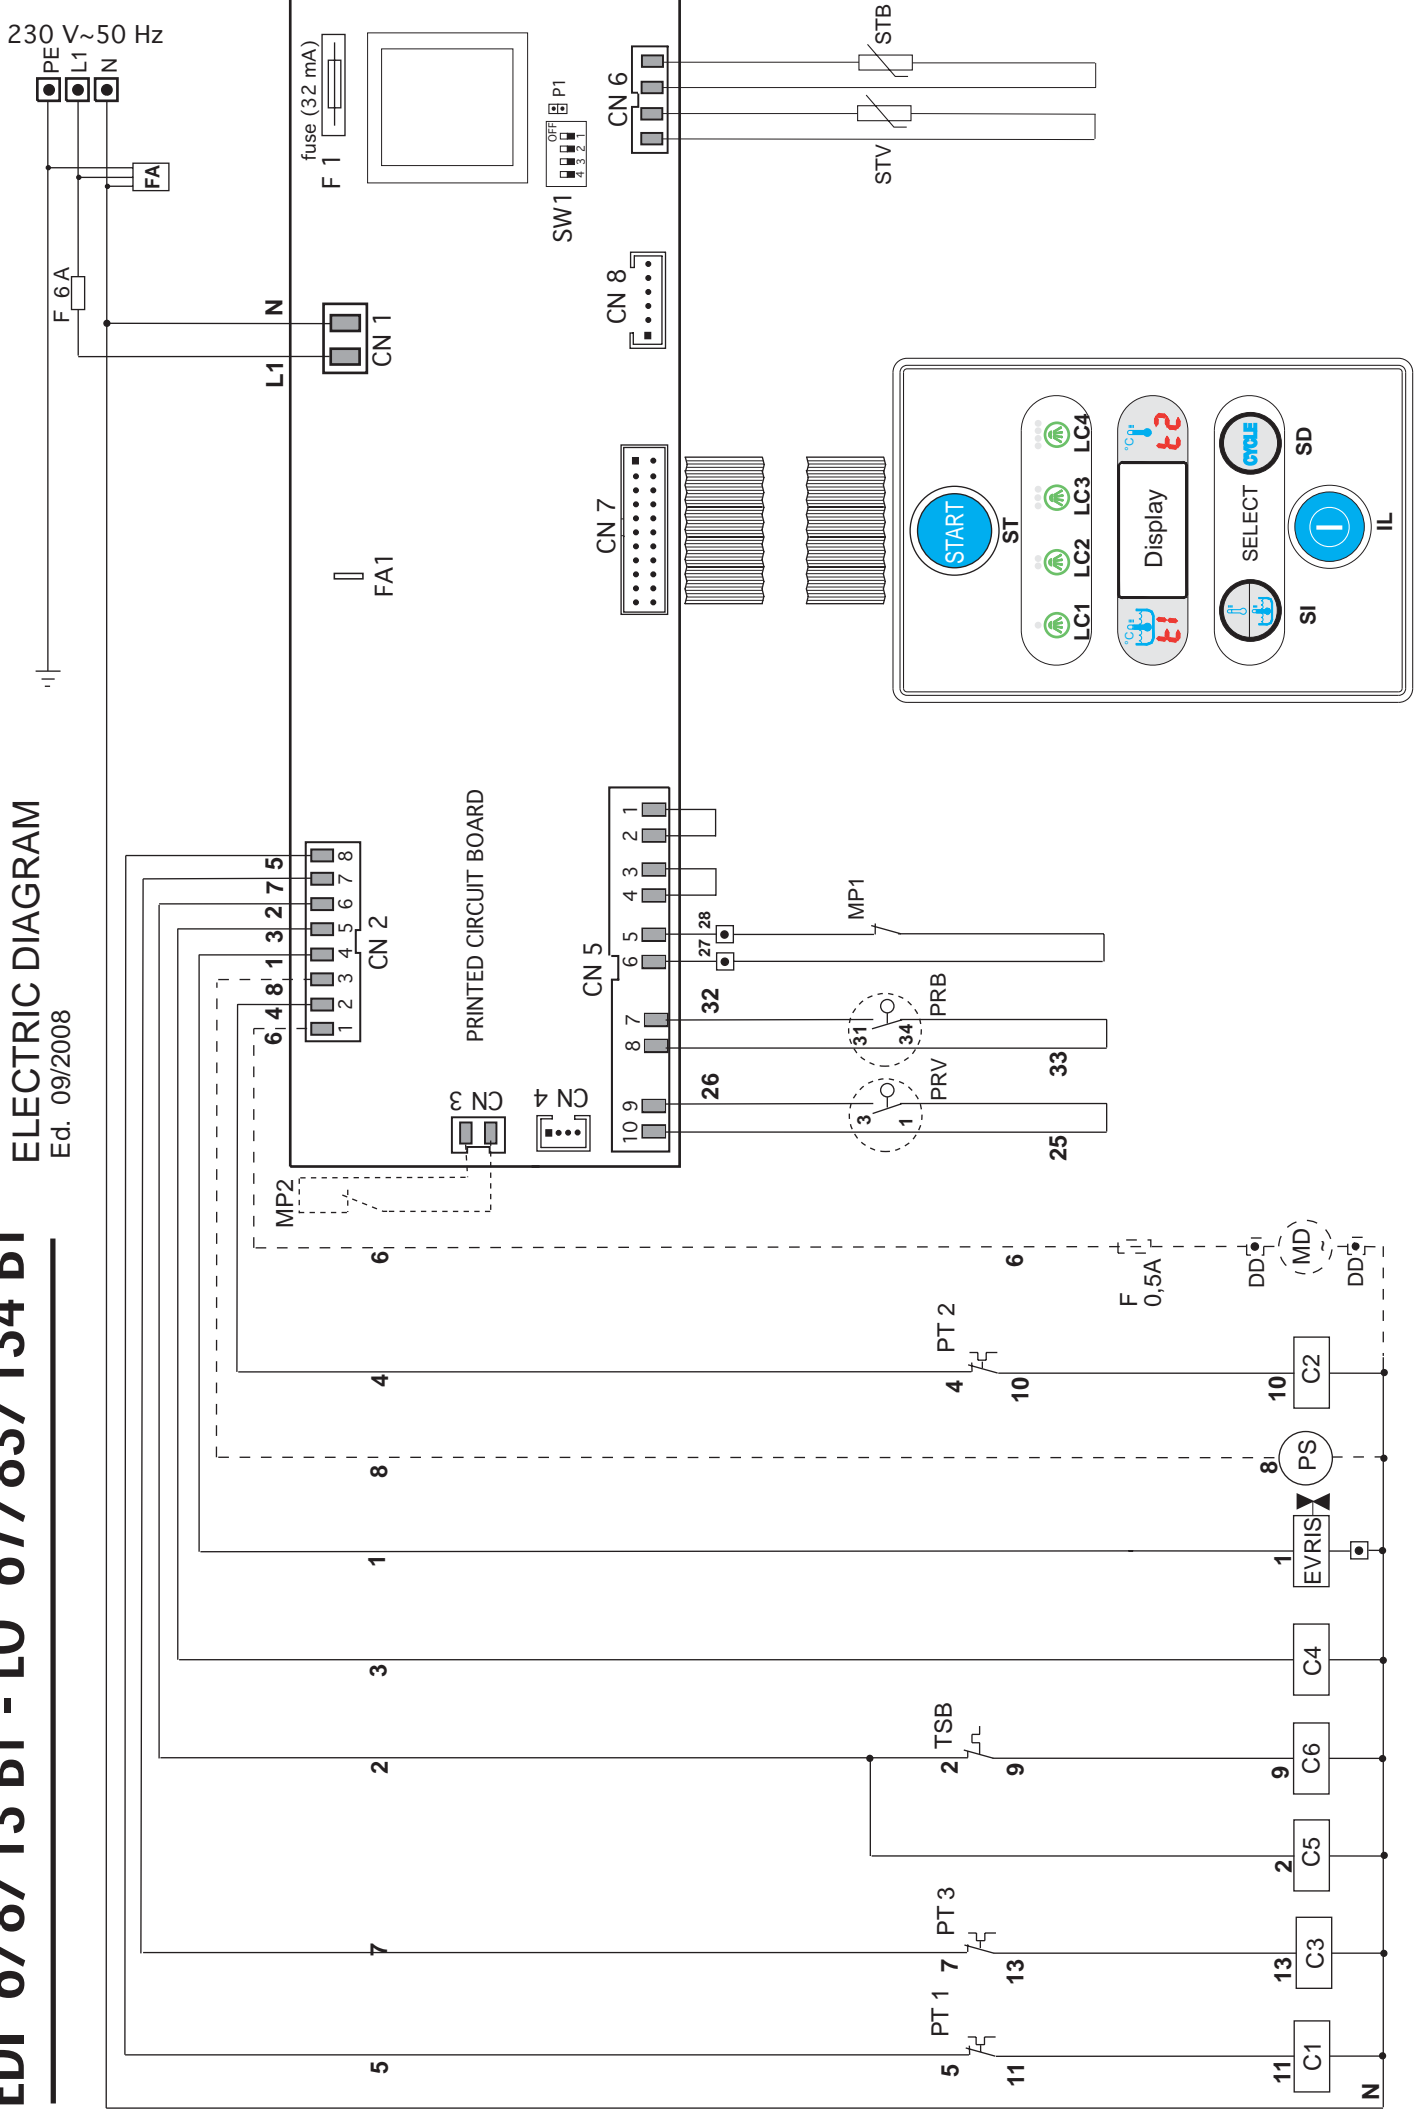 230 V~50 Hz
PE
L1
N
FA
F 6 A
fuse (32 mA)
F 1
OFF
1
2
3
4
P1
SW1
CN 6
STB
STV
L1
N
CN 1
CN 8
CN 7
FA1
START
ST
LC1
LC2
LC3
LC4
°C
°C
Display
27
SELECT
CYCLE
SI
SD
IL
ELECTRIC DIAGRAM
Ed. 09/2008
6 4 8 1 3 2 7 5
1 2 3 4 5 6 7 8
CN 2
PRINTED CIRCUIT BOARD
CN 3
CN 4
CN 5
10 9 8 7 6 5 4 3 2 1
27
28
MP1
32
31
34
PRB
33
26
3
1
PRV
25
MP2
6
6
F
0,5A
DD
MD
~
DD
4
PT 2
4
10
10
C2
8
8
PS
1
1
EVRIS
3
C4
2
TSB
2
9
9
C6
2
C5
7
PT 3
7
13
13
C3
5
PT 1
5
11
11
C1
N